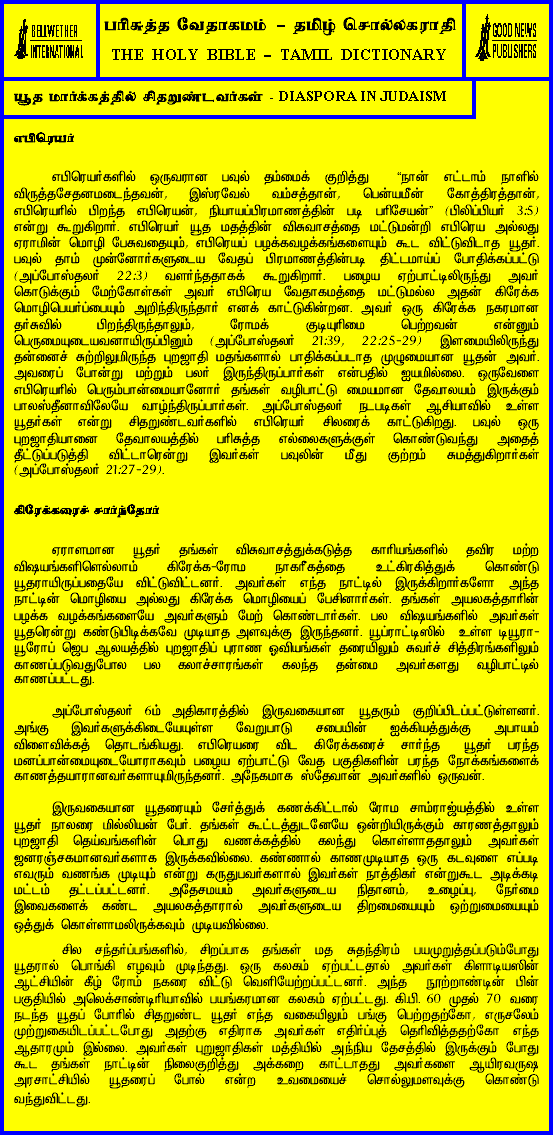 BELLWETHER
INTERNATIONAL
பரிசுத்த வேதாகமம் – தமிழ் சொல்லகராதி
THE HOLY BIBLE – TAMIL DICTIONARY
GOOD NEWS
PUBLISHERS
யூத மார்க்கத்தில் சிதறுண்டவர்கள் - DIASPORA IN JUDAISM
எபிரெயர்
எபிரெயர்களில் ஒருவரான பவுல் தம்மைக் குறித்து “நான் எட்டாம் நாளில்
விருத்தசேதனமடைந்தவன், இஸ்ரவேல் வம்சத்தான், பென்யமீன் கோத்திரத்தான்,
எபிரெயரில் பிறந்த எபிரெயன், நியாயப்பிரமாணத்தின் படி பரிசேயன்” (பிலிப்பியர் 3:5)
என்று கூறுகிறார். எபிரெயர் யூத மதத்தின் விசுவாசத்தை மட்டுமன்றி எபிரெய அல்லது
ஏராமின் மொழி பேசுவதையும், எபிரெயப் பழக்கவழக்கங்களையும் கூட விட்டுவிடாத யூதர்.
பவுல் தாம் முன்னோர்களுடைய வேதப் பிரமாணத்தின்படி திட்டமாய்ப் போதிக்கப்பட்டு
(அப்போஸ்தலர் 22:3) வளர்ந்ததாகக் கூறுகிறார். பழைய ஏற்பாட்டிலிருந்து அவர்
கொடுக்கும் மேற்கோள்கள் அவர் எபிரெய வேதாகமத்தை மட்டுமல்ல அதன் கிரேக்க
மொழிபெயர்ப்பையும் அறிந்திருந்தார் எனக் காட்டுகின்றன. அவர் ஒரு கிரேக்க நகரமான
தர்சுவில் பிறந்திருந்தாலும், ரோமக் குடியுரிமை பெற்றவன் என்னும்
பெருமையுடையவனாயிருப்பினும் (அப்போஸ்தலர் 21:39, 22:25-29) இளமையிலிருந்து
தன்னைச் சுற்றிலுமிருந்த புறஜாதி மதங்களால் பாதிக்கப்படாத முழுமையான யூதன் அவர்.
அவரைப் போன்று மற்றும் பலர் இருந்திருப்பார்கள் என்பதில் ஐயமில்லை. ஒருவேளை
எபிரெயரில் பெரும்பான்மையானோர் தங்கள் வழிபாட்டு மையமான தேவாலயம் இருக்கும்
பாலஸ்தீனாவிலேயே வாழ்ந்திருப்பார்கள். அப்போஸ்தலர் நடபடிகள் ஆசியாவில் உள்ள
யூதர்கள் என்று சிதறுண்டவர்களில் எபிரெயர் சிலரைக் காட்டுகிறது. பவுல் ஒரு
புறஜாதியானை தேவாலயத்தில் பரிசுத்த எல்லைகளுக்குள் கொண்டுவந்து அதைத்
தீட்டுப்படுத்தி விட்டாரென்று இவர்கள் பவுலின் மீது குற்றம் சுமத்துகிறார்கள்
(அப்போஸ்தலர் 21:27-29).
கிரேக்கரைச் சார்ந்தோர்
ஏராளமான யூதர் தங்கள் விசுவாசத்துக்கடுத்த காரியங்களில் தவிர மற்ற
விஷயங்களிளெல்லாம் கிரேக்க-ரோம நாகரீகத்தை உட்கிரகித்துக் கொண்டு
யூதராயிருப்பதையே விட்டுவிட்டனர். அவர்கள் எந்த நாட்டில் இருக்கிறார்களோ அந்த
நாட்டின் மொழியை அல்லது கிரேக்க மொழியைப் பேசினார்கள். தங்கள் அயலகத்தாரின்
பழக்க வழக்கங்களையே அவர்களும் மேற் கொண்டார்கள். பல விஷயங்களில் அவர்கள்
யூதரென்று கண்டுபிடிக்கவே முடியாத அளவுக்கு இருந்தனர். யூப்ராட்டிஸில் உள்ள டியூரா-
யூரோப் ஜெப ஆலயத்தில் புறஜாதிப் புராண ஓவியங்கள் தரையிலும் சுவர்ச் சித்திரங்களிலும்
காணப்படுவதுபோல பல கலாச்சாரங்கள் கலந்த தன்மை அவர்களது வழிபாட்டில்
காணப்பட்டது.
அப்போஸ்தலர் 6ம் அதிகாரத்தில் இருவகையான யூதரும் குறிப்பிடப்பட்டுள்ளனர்.
அங்கு இவர்களுக்கிடையேயுள்ள வேறுபாடு சபையின் ஐக்கியத்துக்கு அபாயம்
விளைவிக்கத் தொடங்கியது. எபிரெயரை விட கிரேக்கரைச் சார்ந்த யூதர் பரந்த
மனப்பான்மையுடையோராகவும் பழைய ஏற்பாட்டு வேத பகுதிகளின் பரந்த நோக்கங்களைக்
காணத்தயாரானவர்களாயுமிருந்தனர். அநேகமாக ஸ்தேவான் அவர்களில் ஒருவன்.
இருவகையான யூதரையும் சேர்த்துக் கணக்கிட்டால் ரோம சாம்ராஜ்யத்தில் உள்ள
யூதர் நாலரை மில்லியன் பேர். தங்கள் கூட்டத்துடனேயே ஒன்றியிருக்கும் காரணத்தாலும்
புறஜாதி தெய்வங்களின் பொது வணக்கத்தில் கலந்து கொள்ளாததாலும் அவர்கள்
ஜனரஞ்சகமானவர்களாக இருக்கவில்லை. கண்ணால் காணமுடியாத ஒரு கடவுளை எப்படி
எவரும் வணங்க முடியும் என்று கருதுபவர்களால் இவர்கள் நாத்திகர் என்றுகூட அடிக்கடி
மட்டம் தட்டப்பட்டனர். அதேசமயம் அவர்களுடைய நிதானம், உழைப்பு, நேர்மை
இவைகளைக் கண்ட அயலகத்தாரால் அவர்களுடைய திறமையையும் ஒற்றுமையையும்
ஒத்துக் கொள்ளாமலிருக்கவும் முடியவில்லை.
சில சந்தர்ப்பங்களில், சிறப்பாக தங்கள் மத சுதந்திரம் பயமுறுத்தப்படும்போது
யூதரால் பொங்கி எழவும் முடிந்தது. ஒரு கலகம் ஏற்பட்டதால் அவர்கள் கிளாடியஸின்
ஆட்சியின் கீழ் ரோம் நகரை விட்டு வெளியேற்றப்பட்டனர். அந்த நூற்றாண்டின் பின்
பகுதியில் அலெக்சாண்டிரியாவில் பயங்கரமான கலகம் ஏற்பட்டது. கி.பி. 60 முதல் 70 வரை
நடந்த யூதப் போரில் சிதறுண்ட யூதர் எந்த வகையிலும் பங்கு பெற்றதற்கோ, எருசலேம்
முற்றுகையிடப்பட்டபோது அதற்கு எதிராக அவர்கள் எதிர்ப்புத் தெரிவித்ததற்கோ எந்த
ஆதாரமும் இல்லை. அவர்கள் புறுஜாதிகள் மத்தியில் அந்நிய தேசத்தில் இருக்கும் போது
கூட தங்கள் நாட்டின் நிலைகுறித்து அக்கறை காட்டாதது அவர்களை ஆயிரவருஷ
அரசாட்சியில் யூதரைப் போல் என்ற உவமையைச் சொல்லுமளவுக்கு கொண்டு
வந்துவிட்டது.